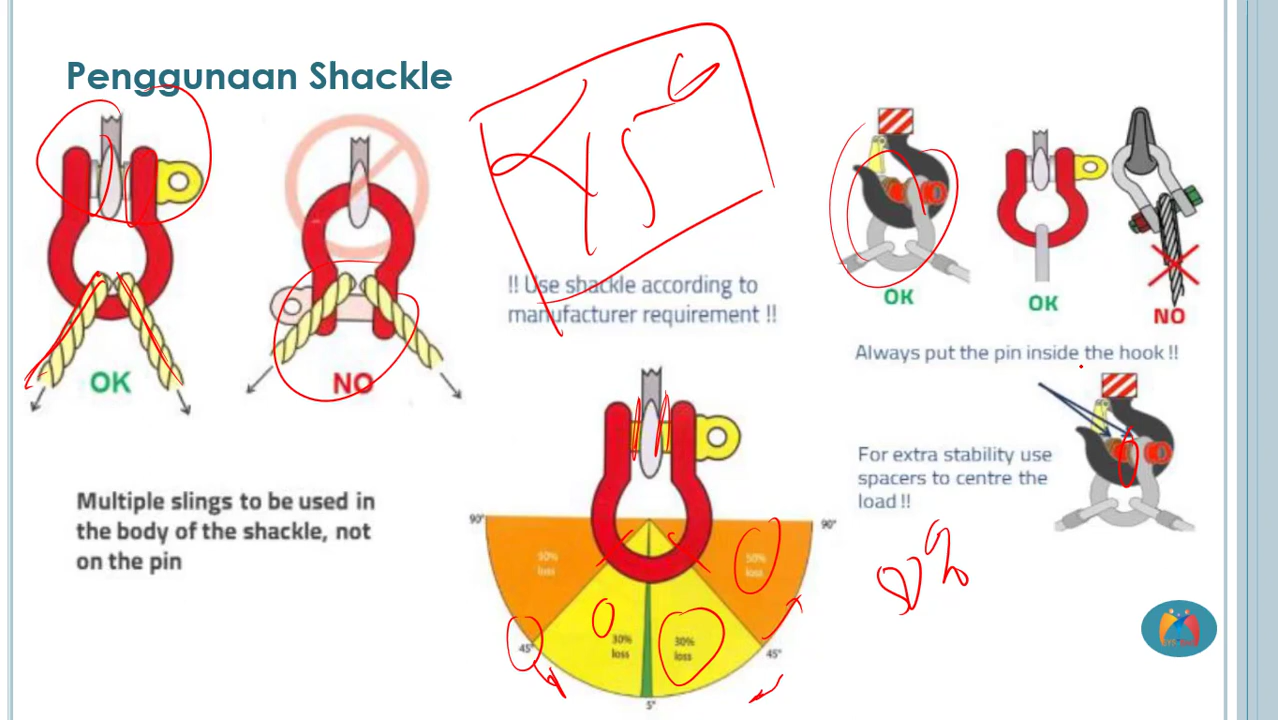 Penggunaan Shackle
OK
NO
Multiple slings to be used in
the body of the shackle, not
on the pin
!! Use shackle according to
manufacturer requirement !!
90°
90°
50%
loss
50%
loss
45°
30%
loss
30%
loss
45°
5°
OK
OK
NO
Always put the pin inside the hook !!
For extra stability use
spacers to centre the
load !!